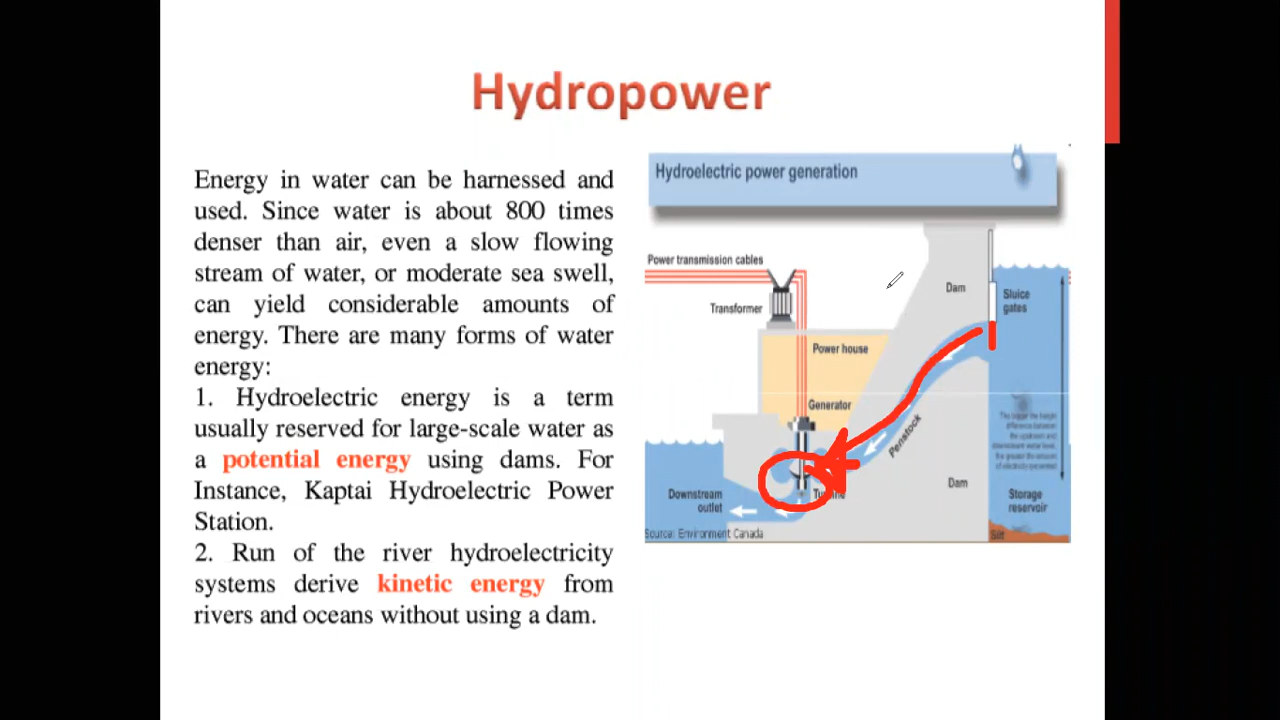 Hydropower
Energy in water can be harnessed and
used. Since water is about 800 times
denser than air, even a slow flowing
stream of water, or moderate sea swell,
can yield considerable amounts of
energy. There are many forms of water
energy:
1. Hydroelectric energy is a term
usually reserved for large-scale water as
a potential energy using dams. For
Instance, Kaptai Hydroelectric Power
Station.
2. Run of the river hydroelectricity
systems derive kinetic energy from
rivers and oceans without using a dam.
Hydroelectric power generation
Power transmission cables
Transformer
Power house
Generator
Dam
Sluice
gates
Penstock
Downstream
outlet
Dam
Storage
reservoir
Silt
Source: Environment Canada